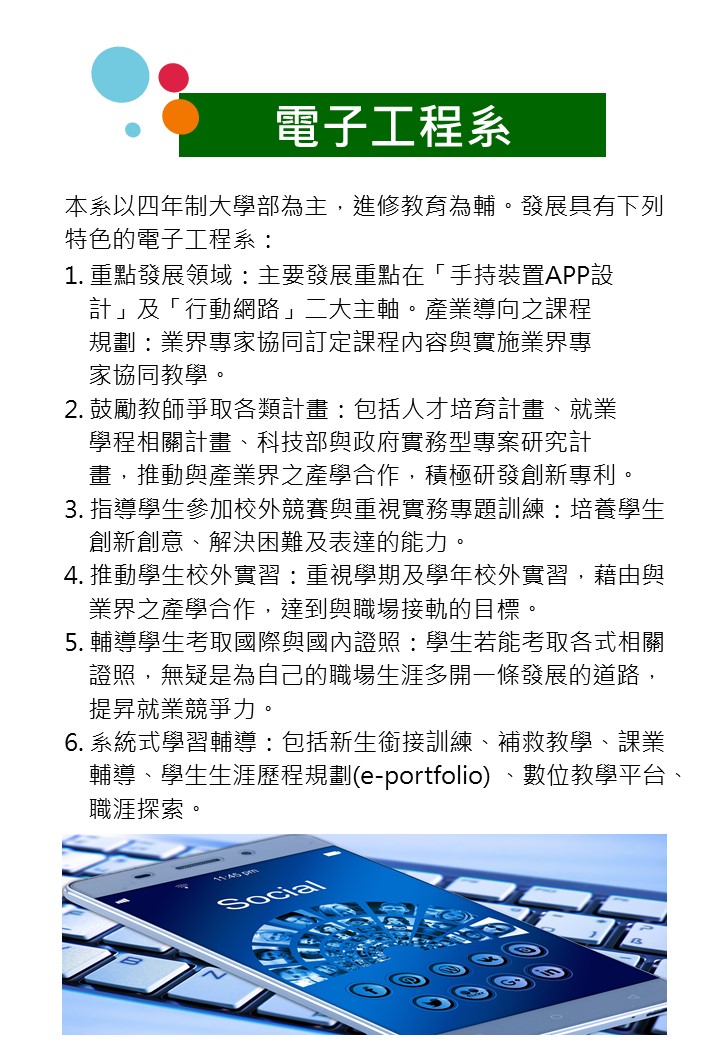 電子工程系
本系以四年制大學部為主，進修教育為輔。發展具有下列
特色的電子工程系：
1. 重點發展領域：主要發展重點在「手持裝置APP設
計」及「行動網路」二大主軸。產業導向之課程
規劃：業界專家協同訂定課程內容與實施業界專
家協同教學。
2. 鼓勵教師爭取各類計畫：包括人才培育計畫、就業
學程相關計畫、科技部與政府實務型專案研究計
畫，推動與產業界之產學合作，積極研發創新專利。
3. 指導學生參加校外競賽與重視實務專題訓練：培養學生
創新創意、解決困難及表達的能力。
4. 推動學生校外實習：重視學期及學年校外實習，藉由與
業界之產學合作，達到與職場接軌的目標。
5. 輔導學生考取國際與國內證照：學生若能考取各式相關
證照，無疑是為自己的職場生涯多開一條發展的道路，
提昇就業競爭力。
6. 系統式學習輔導：包括新生銜接訓練、補救教學、課業
輔導、學生生涯歷程規劃(e-portfolio) 、數位教學平台、
職涯探索。
11:45 pm
Social